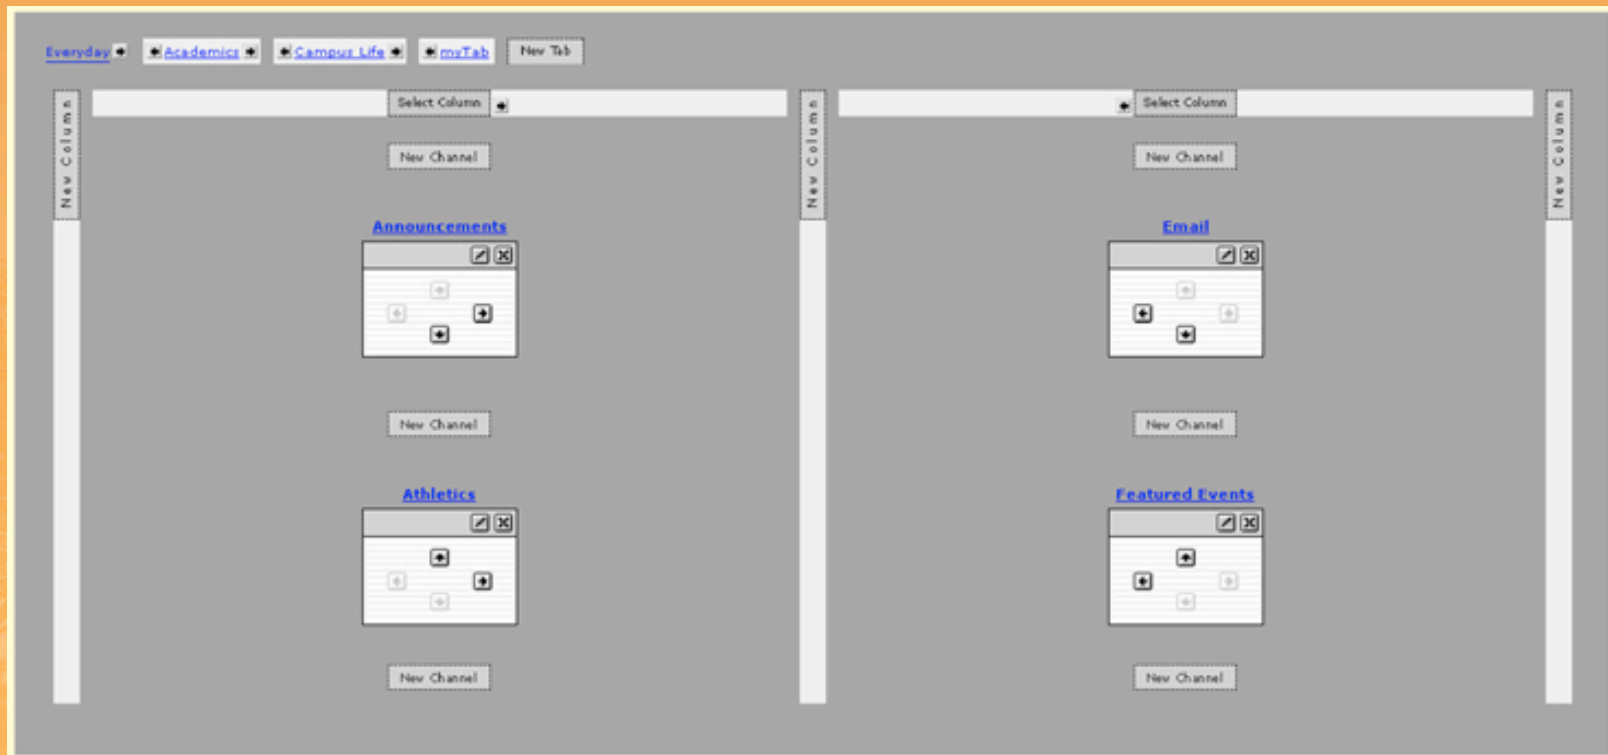 Everyday Academics Campus Life myTab New Tab
New Column Select Column New Column Select Column New Column
New Channel New Channel
Announcements Email
New Channel New Channel
Athletics Featured Events
New Channel New Channel